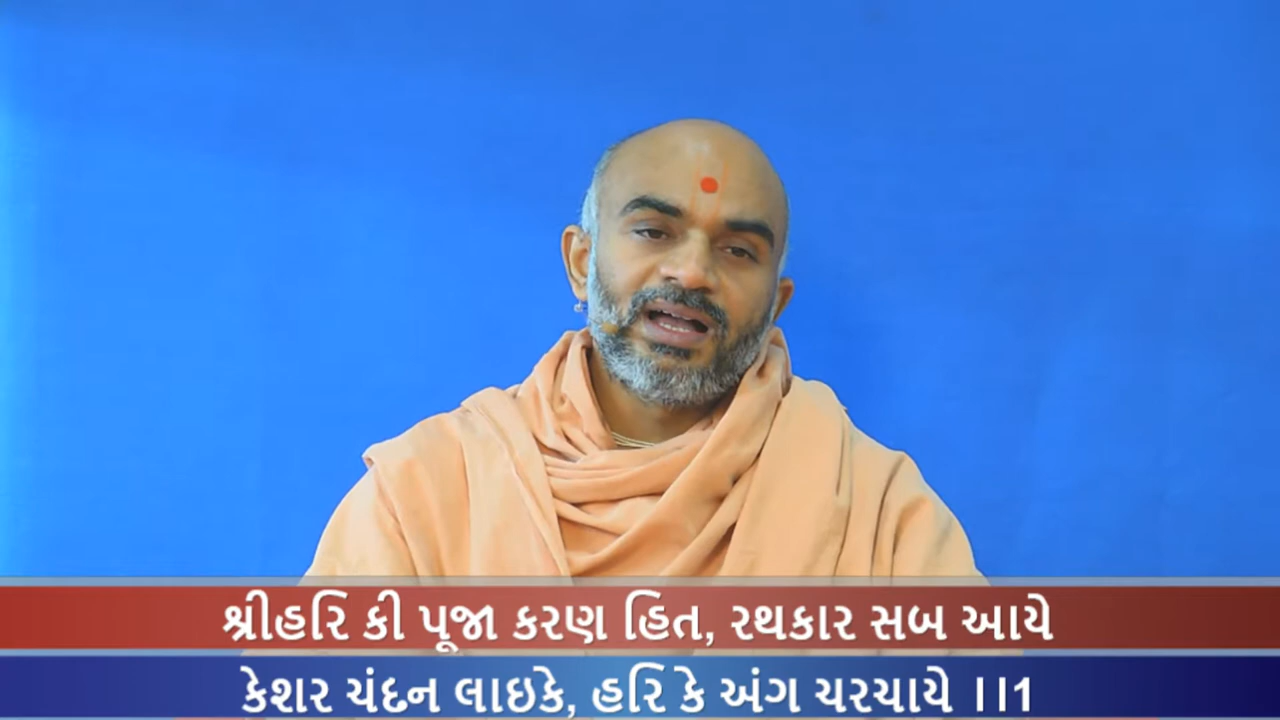 શ્રીહરિ કી પૂજા કરણ હિત, રથકાર સબ આયે
કેશર ચંદન લાઇકે, હરિ કે અંગ ચરચાયે ।।1